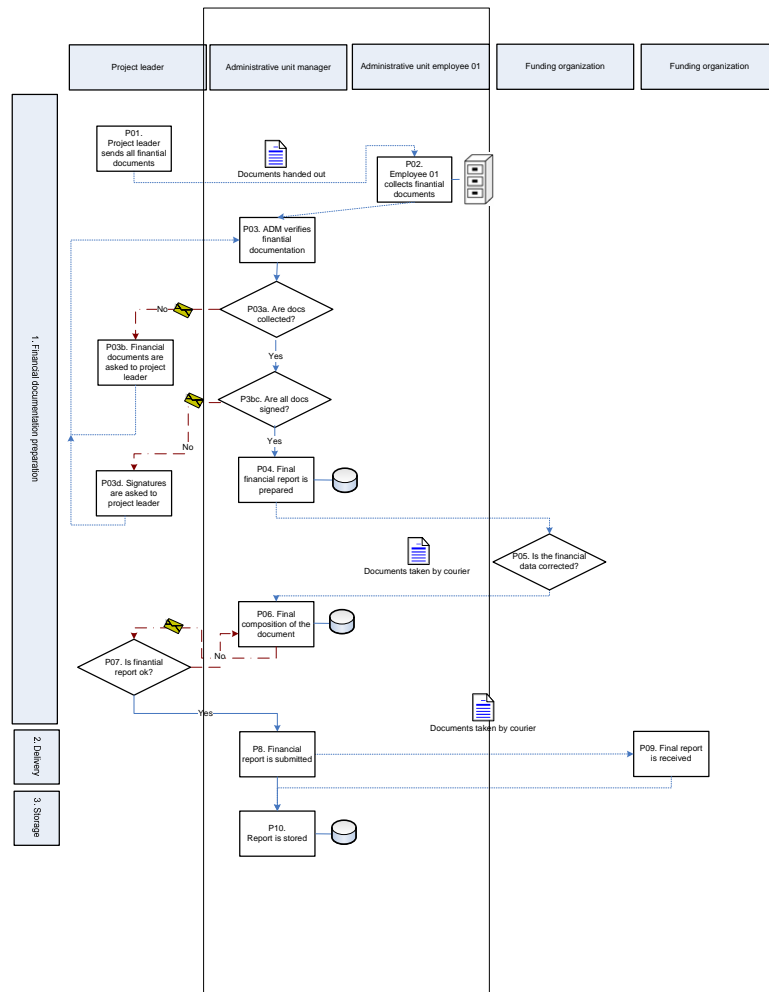 Project leader
Administrative unit manager
Administrative unit employee 01
Funding organization
Funding organization
1. Financial documentation preparation
P01.
Project leader
sends all finantial
documents
Documents handed out
P02.
Employee 01
collects finantial
documents
P03. ADM verifies
finantial
documentation
P03a. Are docs
collected?
No
Yes
P03b. Financial
documents are
asked to project
leader
P3bc. Are all docs
signed?
No
Yes
P03d. Signatures
are asked to
project leader
P04. Final
financial report is
prepared
P05. Is the financial
data corrected?
Documents taken by courier
P06. Final
composition of the
document
No
P07. Is finantial
report ok?
Yes
Documents taken by courier
2. Delivery
P8. Financial
report is submitted
P09. Final report
is received
3. Storage
P10.
Report is stored